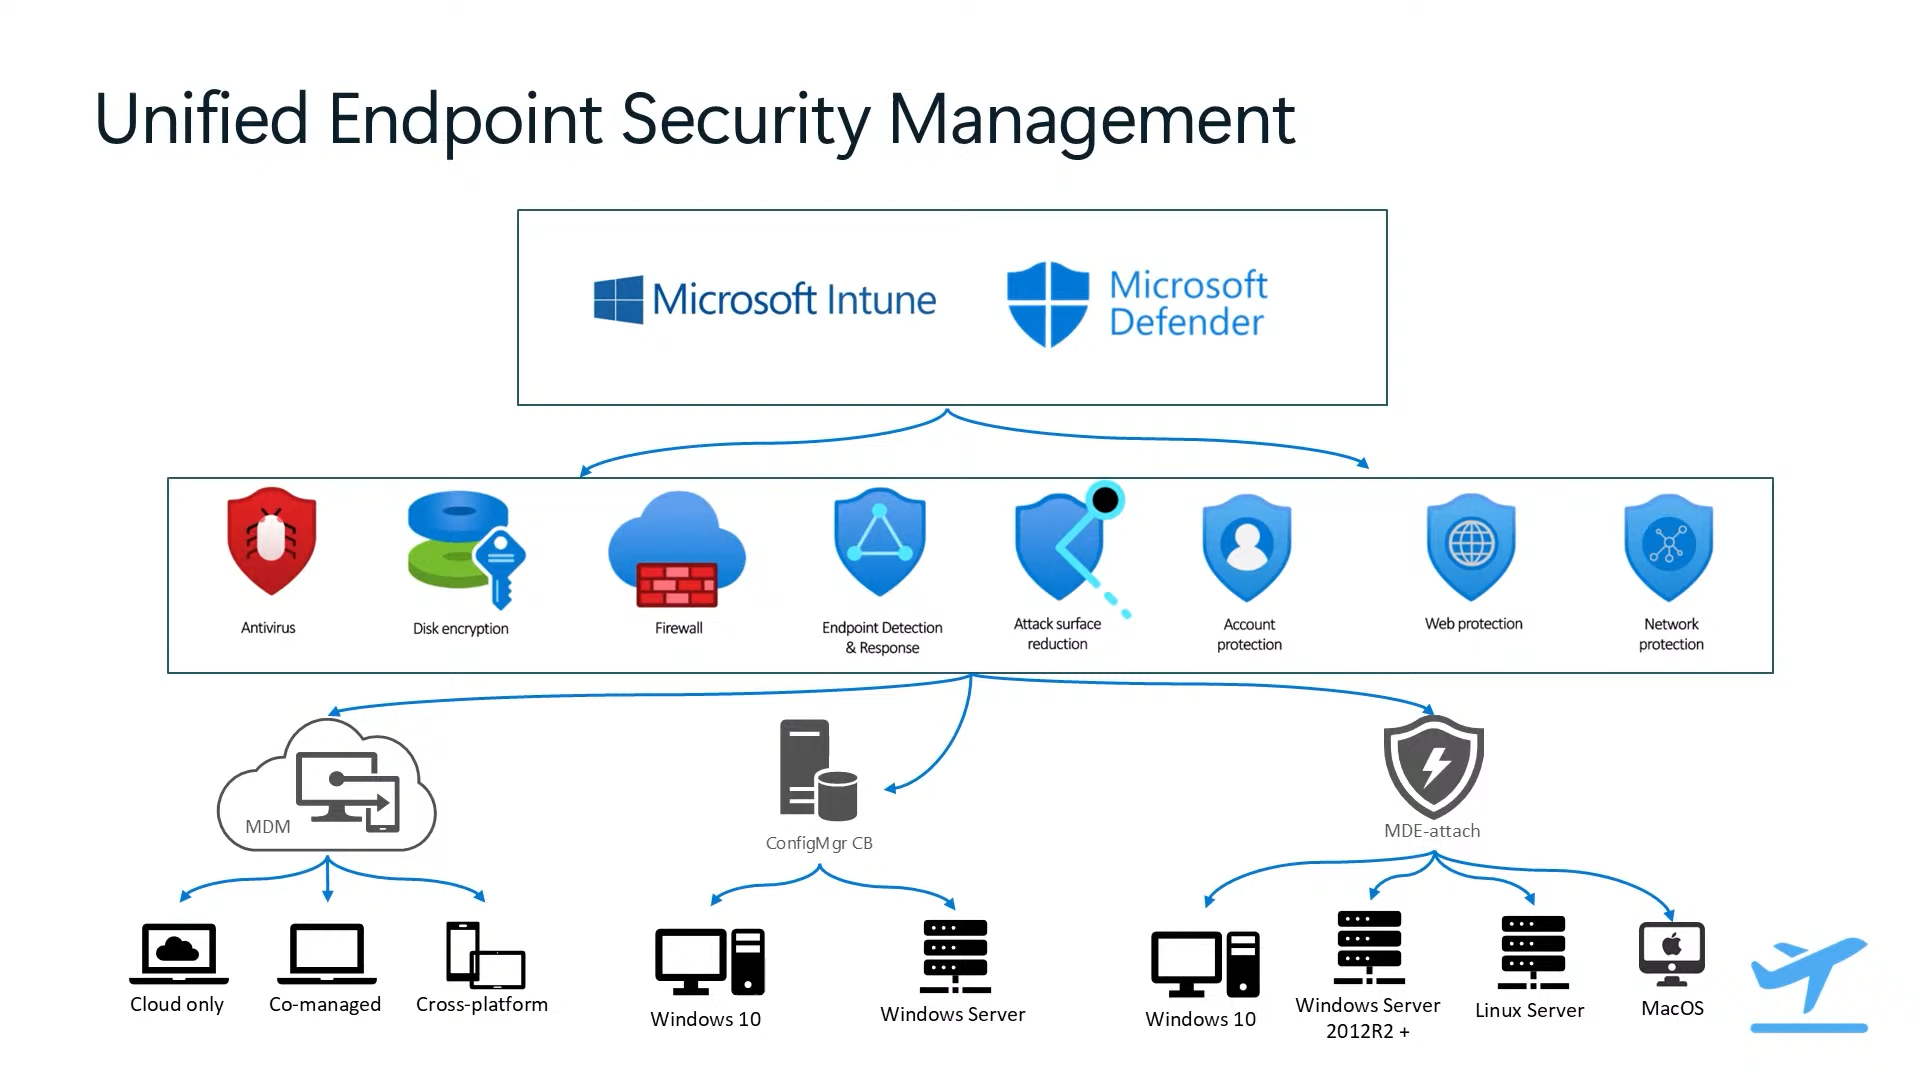 Unified Endpoint Security Management
Microsoft Intune
Microsoft
Defender
Antivirus
Disk encryption
Firewall
Endpoint Detection
& Response
Attack surface
reduction
Account
protection
Web protection
Network
protection
MDM
ConfigMgr CB
MDE-attach
Cloud only
Co-managed
Cross-platform
Windows 10
Windows Server
Windows 10
Windows Server
2012R2 +
Linux Server
MacOS